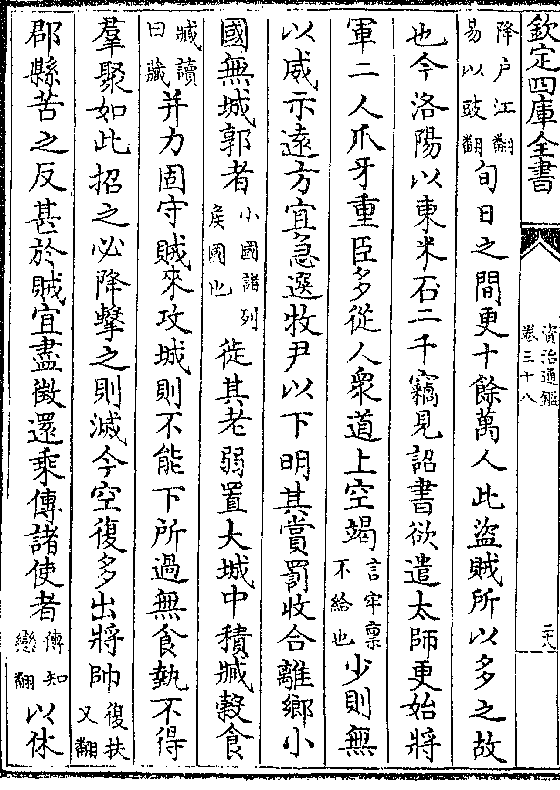 欽定四庫全書
資治通鑑
卷三十八
三六
降戶江翻
易以豉翻旬日之間更十餘萬人此盜賊所以多之故
也今洛陽以東米石二千竊見詔書欲遣太師更始將
軍二人爪牙重臣多從人衆道上空竭言牢稟
不給也少則無
以威示遠方宜急選牧尹以下明其賞罰收合離鄉小
國無城郭者小國諸列
侯國也徙其老弱置大城中積臧穀食
臧讀
曰藏并力固守賊來攻城則不能下所過無食埶不得
羣聚如此招之必降擊之則滅今空復多出將帥復扶
又翻
郡縣苦之反甚於賊宜盡徵還乘傳諸使者傳知
戀翻以休